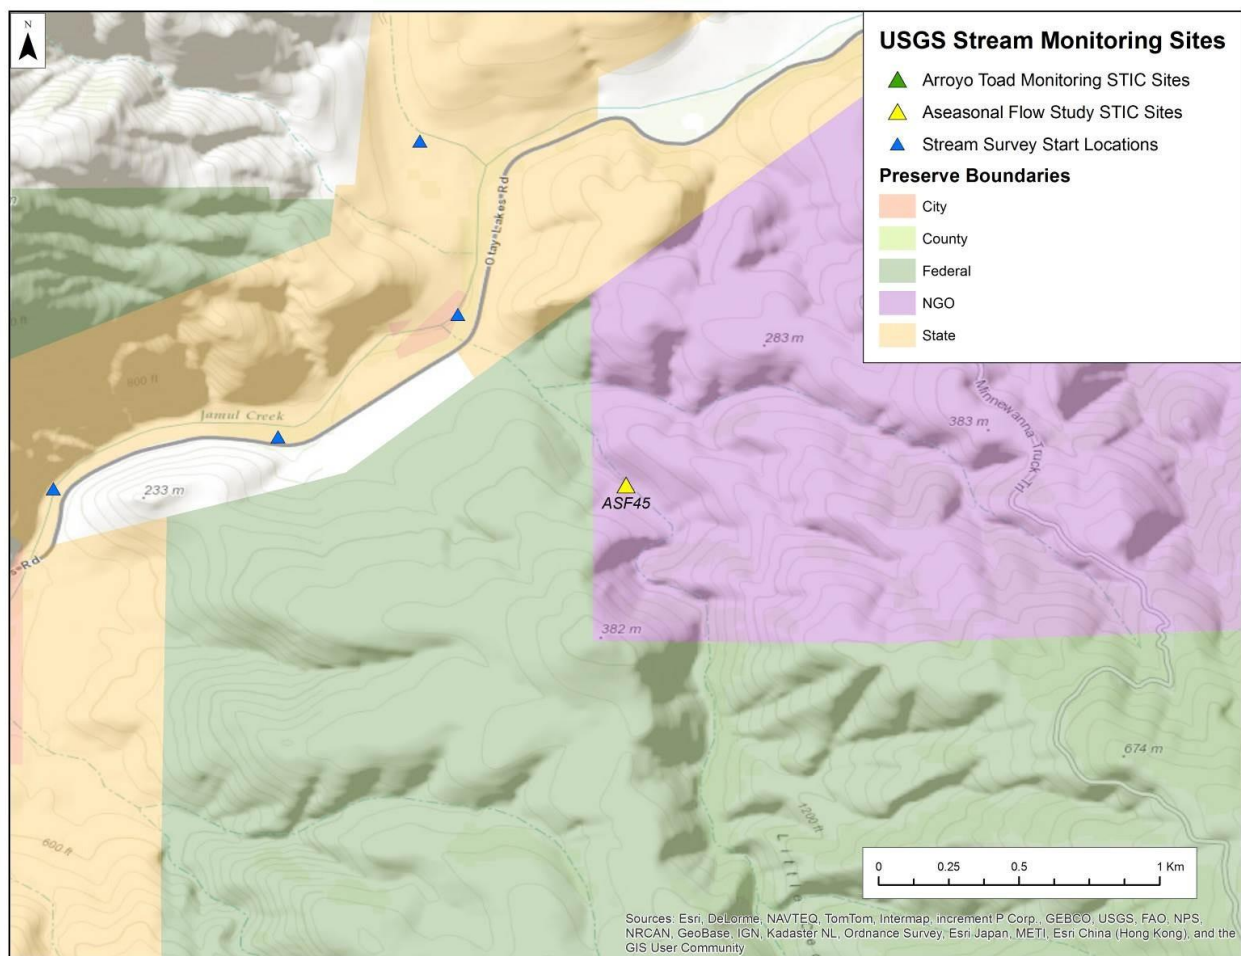 N
USGS Stream Monitoring Sites
Arroyo Toad Monitoring STIC Sites
Aseasonal Flow Study STIC Sites
Stream Survey Start Locations
Preserve Boundaries
City
County
Federal
NGO
State
Otay-Lakes-Rd
283 m
800 ft
Minnewanna-Truck-Trl
Jamul Creek
383 m
233 m
ASF45
s-Rd
382 m
674 m
1200 ft
600 ft
Little
0 0.25 0.5 1 Km
Sources: Esri, DeLorme, NAVTEQ, TomTom, Intermap, increment P Corp., GEBCO, USGS, FAO, NPS,
NRCAN, GeoBase, IGN, Kadaster NL, Ordnance Survey, Esri Japan, METI, Esri China (Hong Kong), and the
GIS User Community